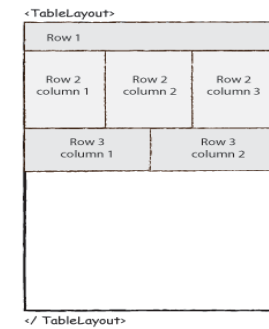 <TableLayout>
Row 1
Row 2
column 1
Row 2
column 2
Row 2
column 3
Row 3
column 1
Row 3
column 2
</ TableLayout>